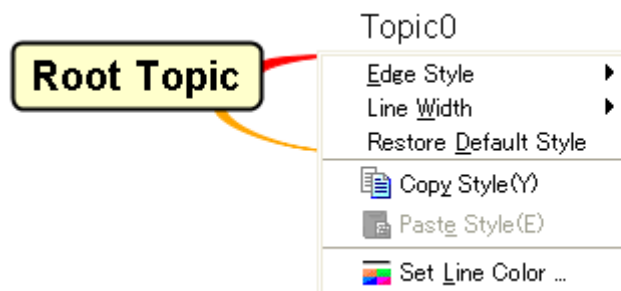 Topic0
Root Topic
Edge Style
Line Width
Restore Default Style
Copy Style(Y)
Paste Style(E)
Set Line Color ...